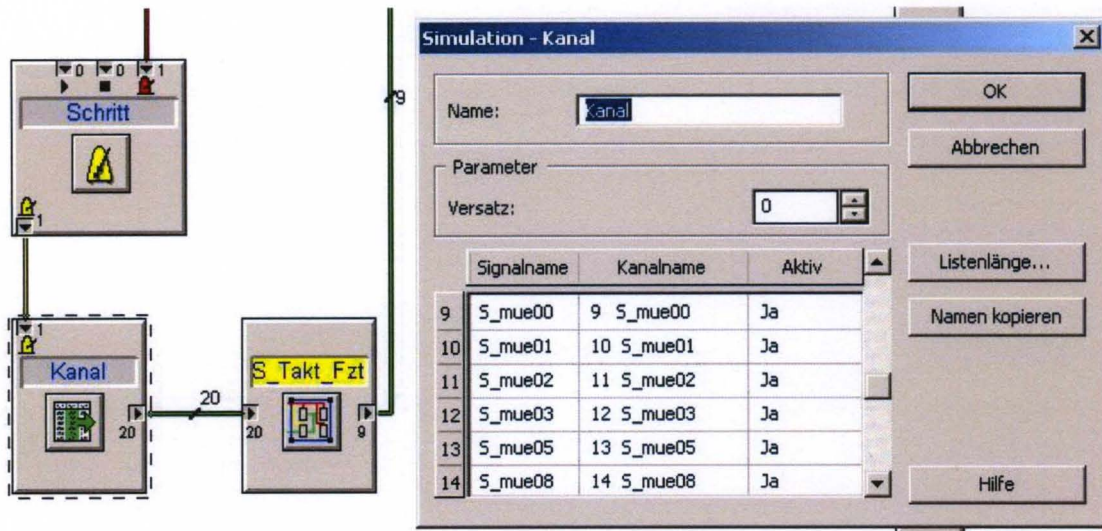 0 0 1
Schritt
1
9
1
Kanal
20
20
S_Takt_Fzt
20
9
Simulation - Kanal
Name: Kanal
OK
Abbrechen
Parameter
Versatz: 0
Listenlänge...
Namen kopieren
Signalname Kanalname Aktiv
9 S_mue00 9 S_mue00 Ja
10 S_mue01 10 S_mue01 Ja
11 S_mue02 11 S_mue02 Ja
12 S_mue03 12 S_mue03 Ja
13 S_mue05 13 S_mue05 Ja
14 S_mue08 14 S_mue08 Ja
Hilfe